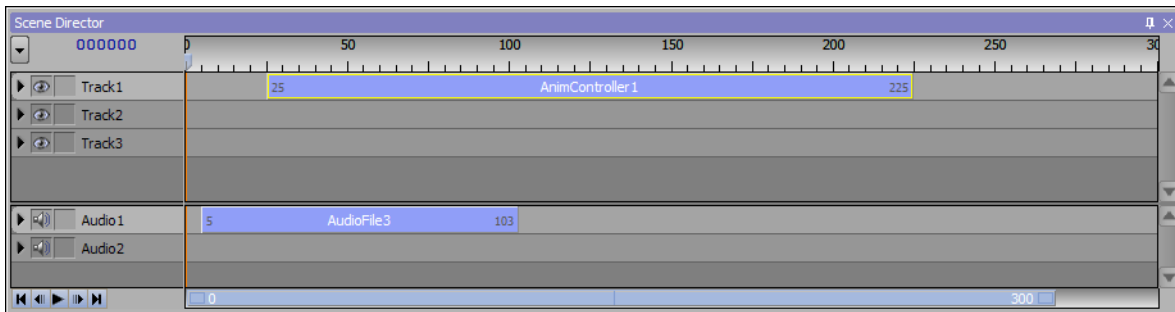 Scene Director
000000 0 50 100 150 200 250 30
Track1 25 AnimController1 225
Track2
Track3
Audio1 5 AudioFile3 103
Audio2
0 300